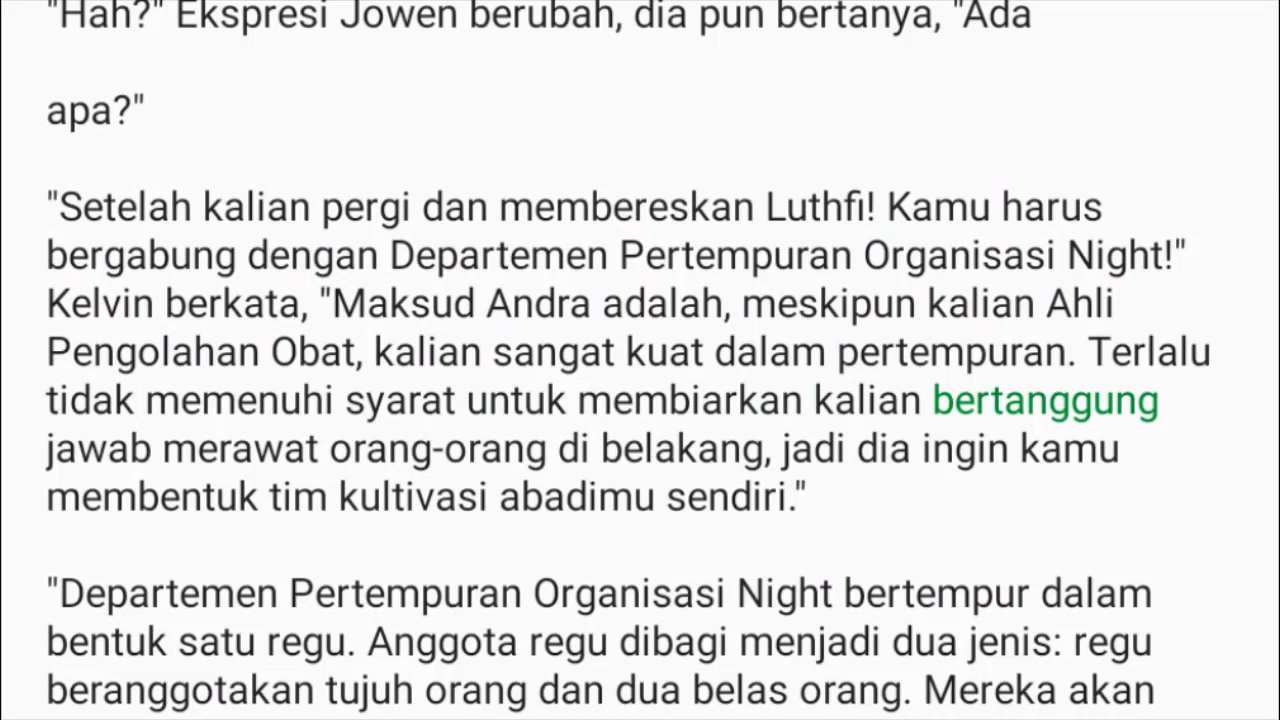 "Hah?" Ekspresi Jowen berubah, dia pun bertanya, "Ada
apa?"
"Setelah kalian pergi dan membereskan Luthfi! Kamu harus
bergabung dengan Departemen Pertempuran Organisasi Night!"
Kelvin berkata, "Maksud Andra adalah, meskipun kalian Ahli
Pengolahan Obat, kalian sangat kuat dalam pertempuran. Terlalu
tidak memenuhi syarat untuk membiarkan kalian bertanggung
jawab merawat orang-orang di belakang, jadi dia ingin kamu
membentuk tim kultivasi abadimu sendiri."
"Departemen Pertempuran Organisasi Night bertempur dalam
bentuk satu regu. Anggota regu dibagi menjadi dua jenis: regu
beranggotakan tujuh orang dan dua belas orang. Mereka akan